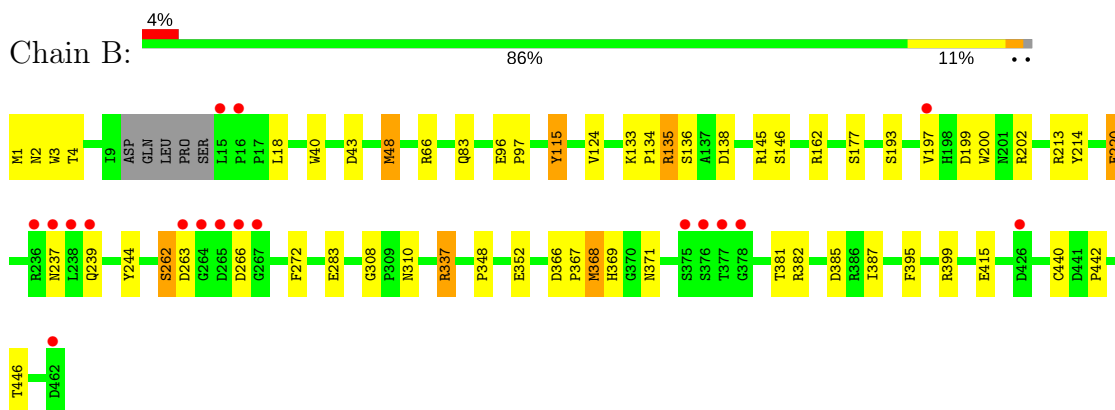 4%
Chain B:
86%
11%
M1 N2 W3 T4 I9 ASP GLN LEU PRO SER L15 P16 P17 L18 W40 D43 M48 R66 Q83 E96 P97 Y115 V124 K133 P134 R135 S136 A137 D138 R145 S146 R162 S177 S193 V197 H198 D199 W200 N201 R202 R213 Y214
R236 N237 L238 Q239 Y244 S262 D263 G264 D265 D266 G267 F272 E283 G308 P309 N310 R337 P348 E352 D366 P367 M368 H369 G370 N371 S375 S376 T377 G378 T381 R382 D385 R386 I387 F395 R399 E415 D426 C440 D441 P442
T446 D462